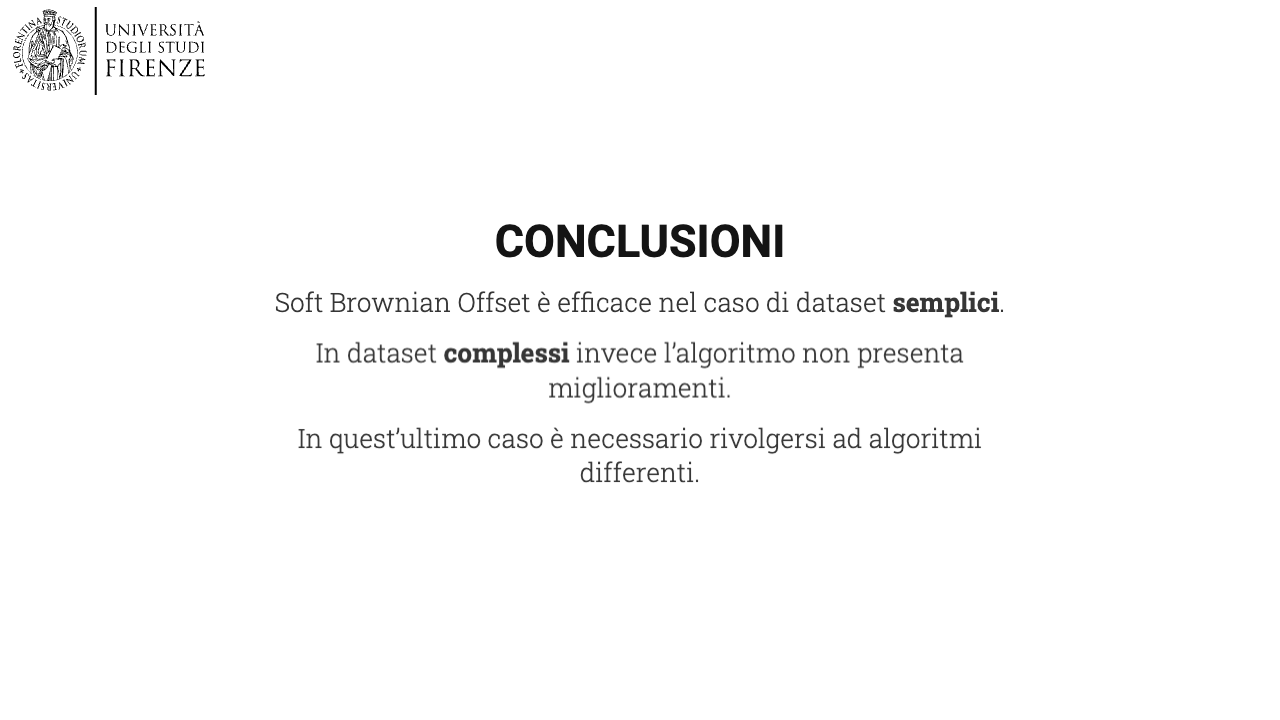 FLORENTINA STUDIORUM UNIVERSITAS
UNIVERSITÀ
DEGLI STUDI
FIRENZE
CONCLUSIONI
Soft Brownian Offset è efficace nel caso di dataset semplici.
In dataset complessi invece l’algoritmo non presenta
miglioramenti.
In quest’ultimo caso è necessario rivolgersi ad algoritmi
differenti.